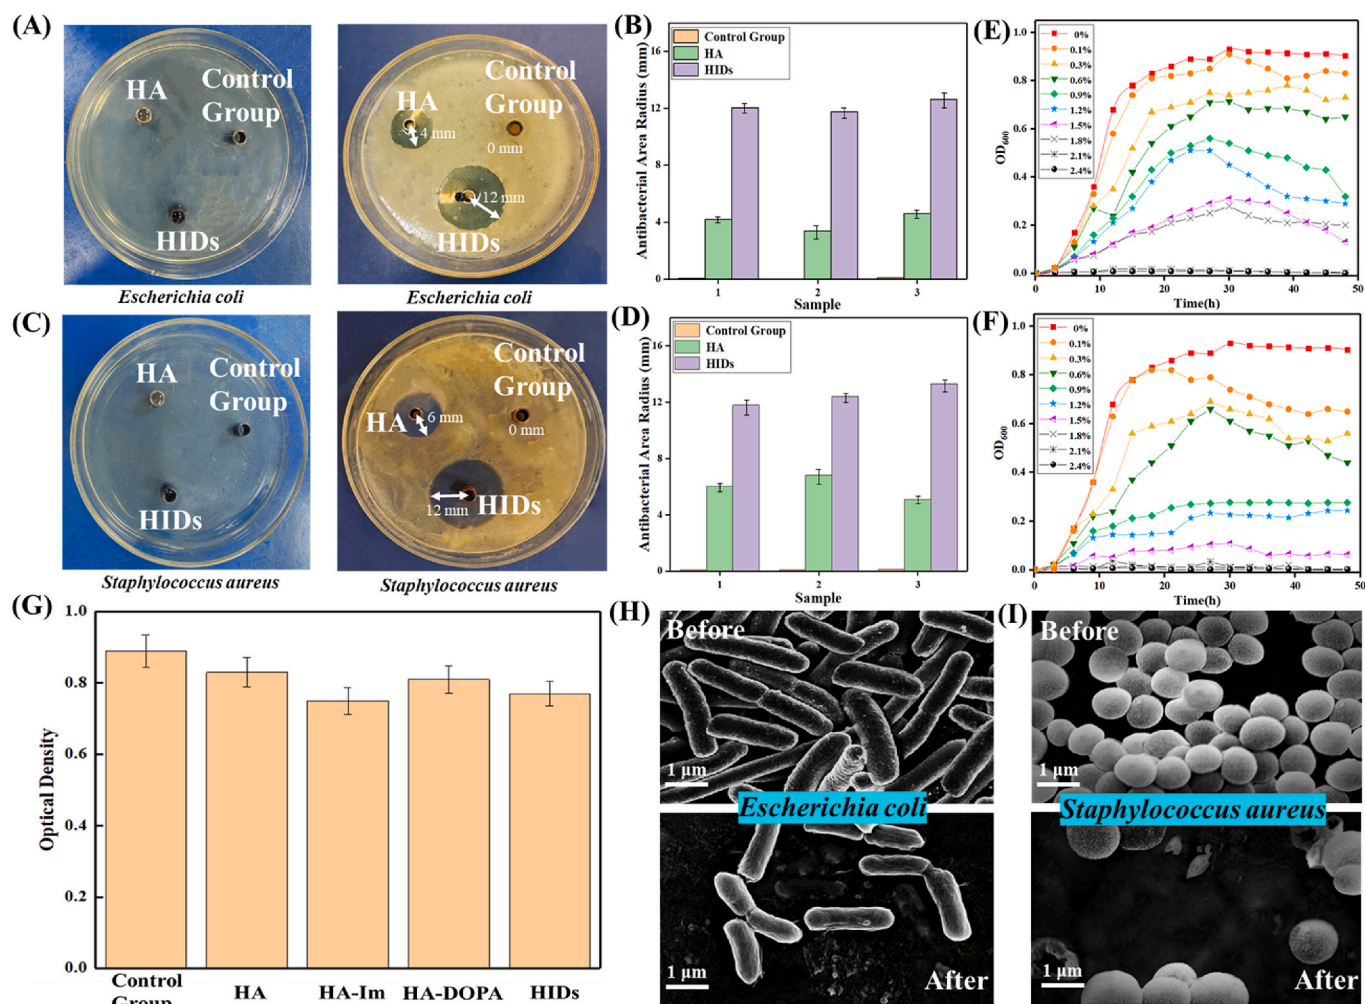 (A)
HA
Control
Group
HIDs
Escherichia coli
HA
Control
Group
4 mm
0 mm
12 mm
HIDs
Escherichia coli
(B)
Control Group
HA
HIDs
Antibacterial Area Radius (mm)
16
12
8
4
0
1
2
3
Sample
(C)
HA
Control
Group
HIDs
Staphylococcus aureus
Control
Group
HA
6 mm
0 mm
HIDs
12 mm
Staphylococcus aureus
(D)
Control Group
HA
HIDs
Antibacterial Area Radius (mm)
16
12
8
4
0
1
2
3
Sample
(E)
0%
0.1%
0.3%
0.6%
0.9%
1.2%
1.5%
1.8%
2.1%
2.4%
OD600
1.0
0.8
0.6
0.4
0.2
0.0
0
10
20
30
40
50
Time(h)
(F)
0%
0.1%
0.3%
0.6%
0.9%
1.2%
1.5%
1.8%
2.1%
2.4%
OD600
1.0
0.8
0.6
0.4
0.2
0.0
0
10
20
30
40
50
Time(h)
(G)
Optical Density
1.0
0.8
0.6
0.4
0.2
0.0
Control
Group
HA
HA-Im
HA-DOPA
HIDs
(H)
Before
1 μm
Escherichia coli
1 μm
After
(I)
Before
1 μm
Staphylococcus aureus
1 μm
After